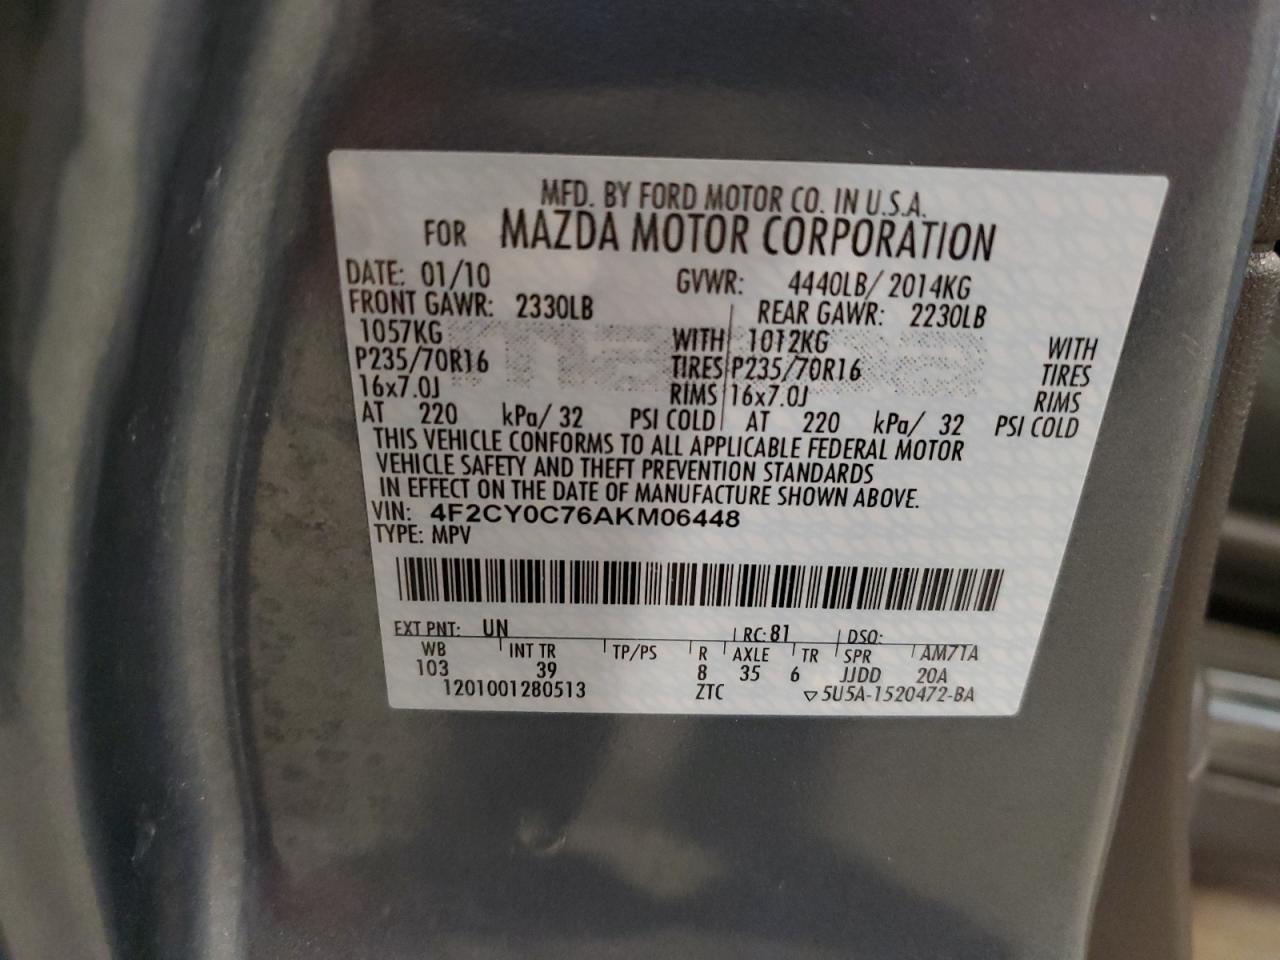 MFD. BY FORD MOTOR CO. IN U.S.A.
FOR MAZDA MOTOR CORPORATION
DATE: 01/10 GVWR: 4440LB/ 2014KG
FRONT GAWR: 2330LB REAR GAWR: 2230LB
1057KG WITH 1012KG WITH
P235/70R16 TIRES P235/70R16 TIRES
16x7.0J RIMS 16x7.0J RIMS
AT 220 kPa/ 32 PSI COLD AT 220 kPa/ 32 PSI COLD
THIS VEHICLE CONFORMS TO ALL APPLICABLE FEDERAL MOTOR
VEHICLE SAFETY AND THEFT PREVENTION STANDARDS
IN EFFECT ON THE DATE OF MANUFACTURE SHOWN ABOVE.
VIN: 4F2CY0C76AKM06448
TYPE: MPV
EXT PNT: UN RC: 81 DSO:
WB INT TR TP/PS R AXLE TR SPR AM7TA
103 39 8 35 6 JJDD 20A
1201001280513 ZTC ▽5U5A-1520472-BA